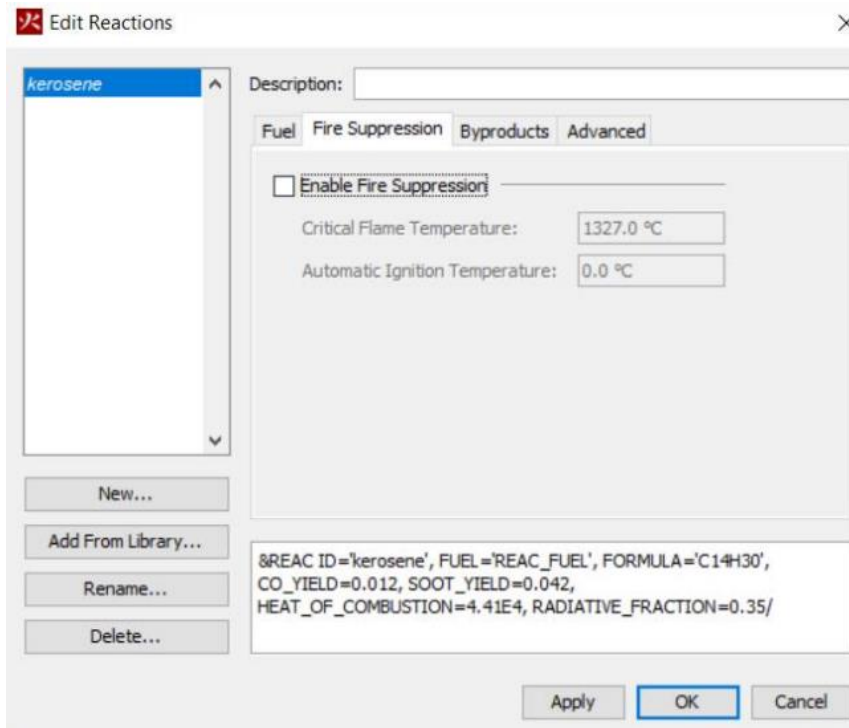 Edit Reactions
kerosene
Description:
Fuel Fire Suppression Byproducts Advanced
Enable Fire Suppression
Critical Flame Temperature: 1327.0 °C
Automatic Ignition Temperature: 0.0 °C
New...
Add From Library...
Rename...
Delete...
&REAC ID='kerosene', FUEL='REAC_FUEL', FORMULA='C14H30',
CO_YIELD=0.012, SOOT_YIELD=0.042,
HEAT_OF_COMBUSTION=4.41E4, RADIATIVE_FRACTION=0.35/
Apply OK Cancel